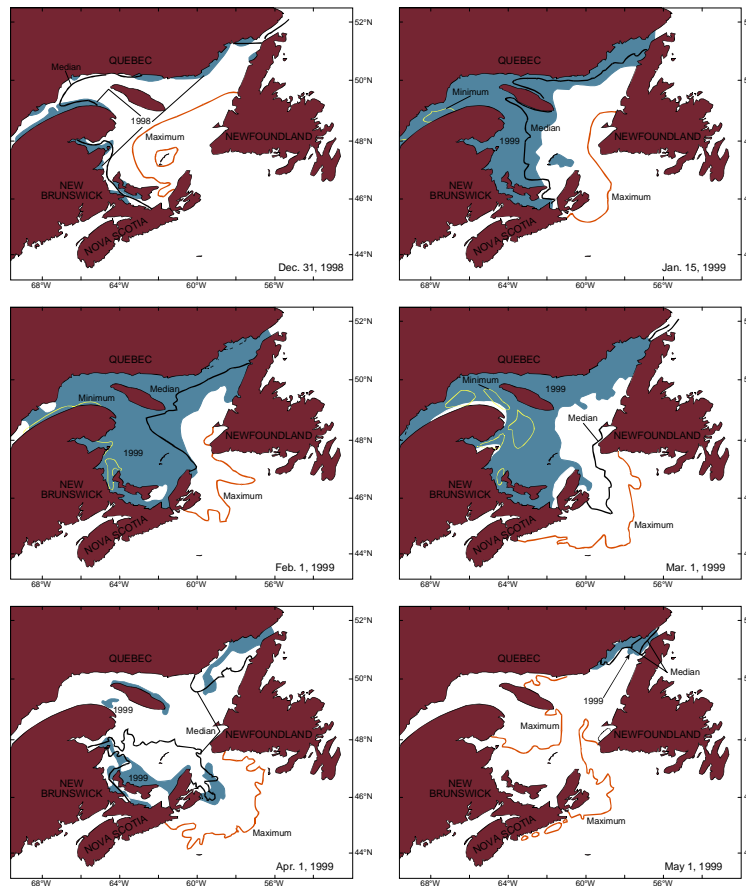 52°N
QUEBEC
Median
50°N
1998
Maximum
NEWFOUNDLAND
48°N
NEW
BRUNSWICK
46°N
NOVA SCOTIA
44°N
Dec. 31, 1998
68°W 64°W 60°W 56°W
QUEBEC
Minimum
1999
Median
NEWFOUNDLAND
NEW
BRUNSWICK
Maximum
NOVA SCOTIA
Jan. 15, 1999
68°W 64°W 60°W 56°W
52°N
QUEBEC
50°N
Median
Minimum
1999
NEWFOUNDLAND
48°N
NEW
BRUNSWICK
46°N
Maximum
NOVA SCOTIA
44°N
Feb. 1, 1999
68°W 64°W 60°W 56°W
QUEBEC
1999
Minimum
Median
NEWFOUNDLAND
NEW
BRUNSWICK
Maximum
NOVA SCOTIA
Mar. 1, 1999
68°W 64°W 60°W 56°W
52°N
QUEBEC
50°N
1999
Median
NEWFOUNDLAND
48°N
1999
NEW
BRUNSWICK
46°N
NOVA SCOTIA
Maximum
44°N
Apr. 1, 1999
68°W 64°W 60°W 56°W
QUEBEC
Median
1999
Maximum
NEWFOUNDLAND
NEW
BRUNSWICK
NOVA SCOTIA
Maximum
May 1, 1999
68°W 64°W 60°W 56°W